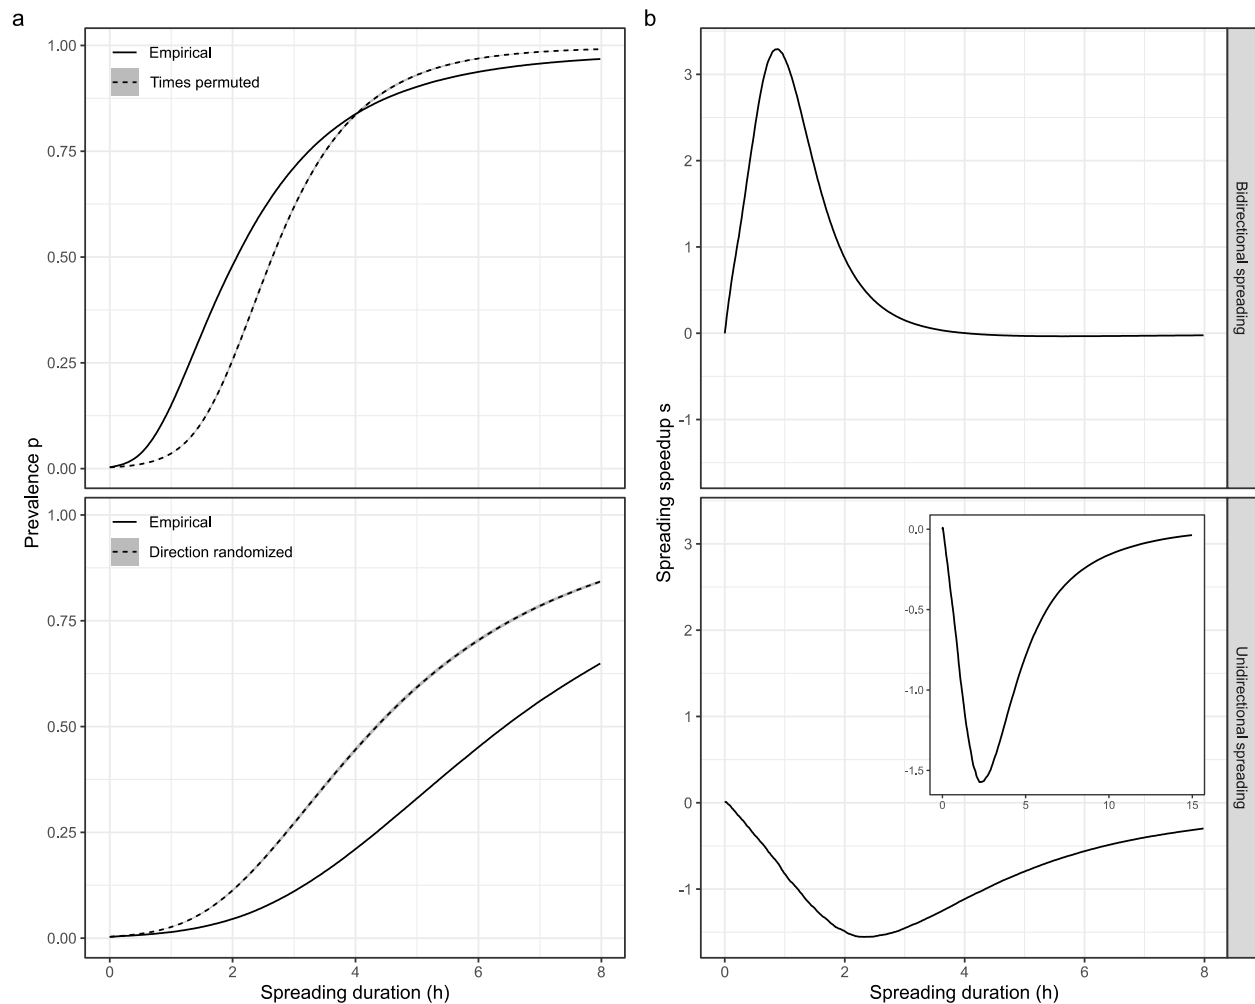 a
b
1.00
0.75
0.50
0.25
0.00
Empirical
Times permuted
3
2
1
0
-1
Bidirectional spreading
Prevalence p
Spreading speedup s
1.00
0.75
0.50
0.25
0.00
Empirical
Direction randomized
3
2
1
0
-1
0.0
-0.5
-1.0
-1.5
0 5 10 15
Unidirectional spreading
0 2 4 6 8
0 2 4 6 8
Spreading duration (h)
Spreading duration (h)